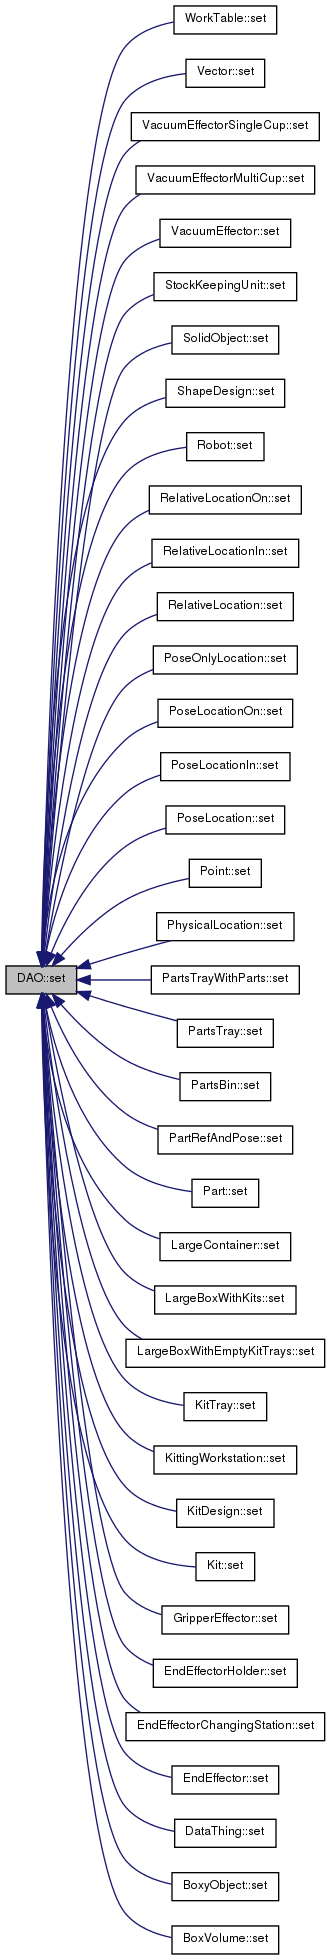 WorkTable::set
Vector::set
VacuumEffectorSingleCup::set
VacuumEffectorMultiCup::set
VacuumEffector::set
StockKeepingUnit::set
SolidObject::set
ShapeDesign::set
Robot::set
RelativeLocationOn::set
RelativeLocationIn::set
RelativeLocation::set
PoseOnlyLocation::set
PoseLocationOn::set
PoseLocationIn::set
PoseLocation::set
Point::set
PhysicalLocation::set
DAO::set
PartsTrayWithParts::set
PartsTray::set
PartsBin::set
PartRefAndPose::set
Part::set
LargeContainer::set
LargeBoxWithKits::set
LargeBoxWithEmptyKitTrays::set
KitTray::set
KittingWorkstation::set
KitDesign::set
Kit::set
GripperEffector::set
EndEffectorHolder::set
EndEffectorChangingStation::set
EndEffector::set
DataThing::set
BoxyObject::set
BoxVolume::set